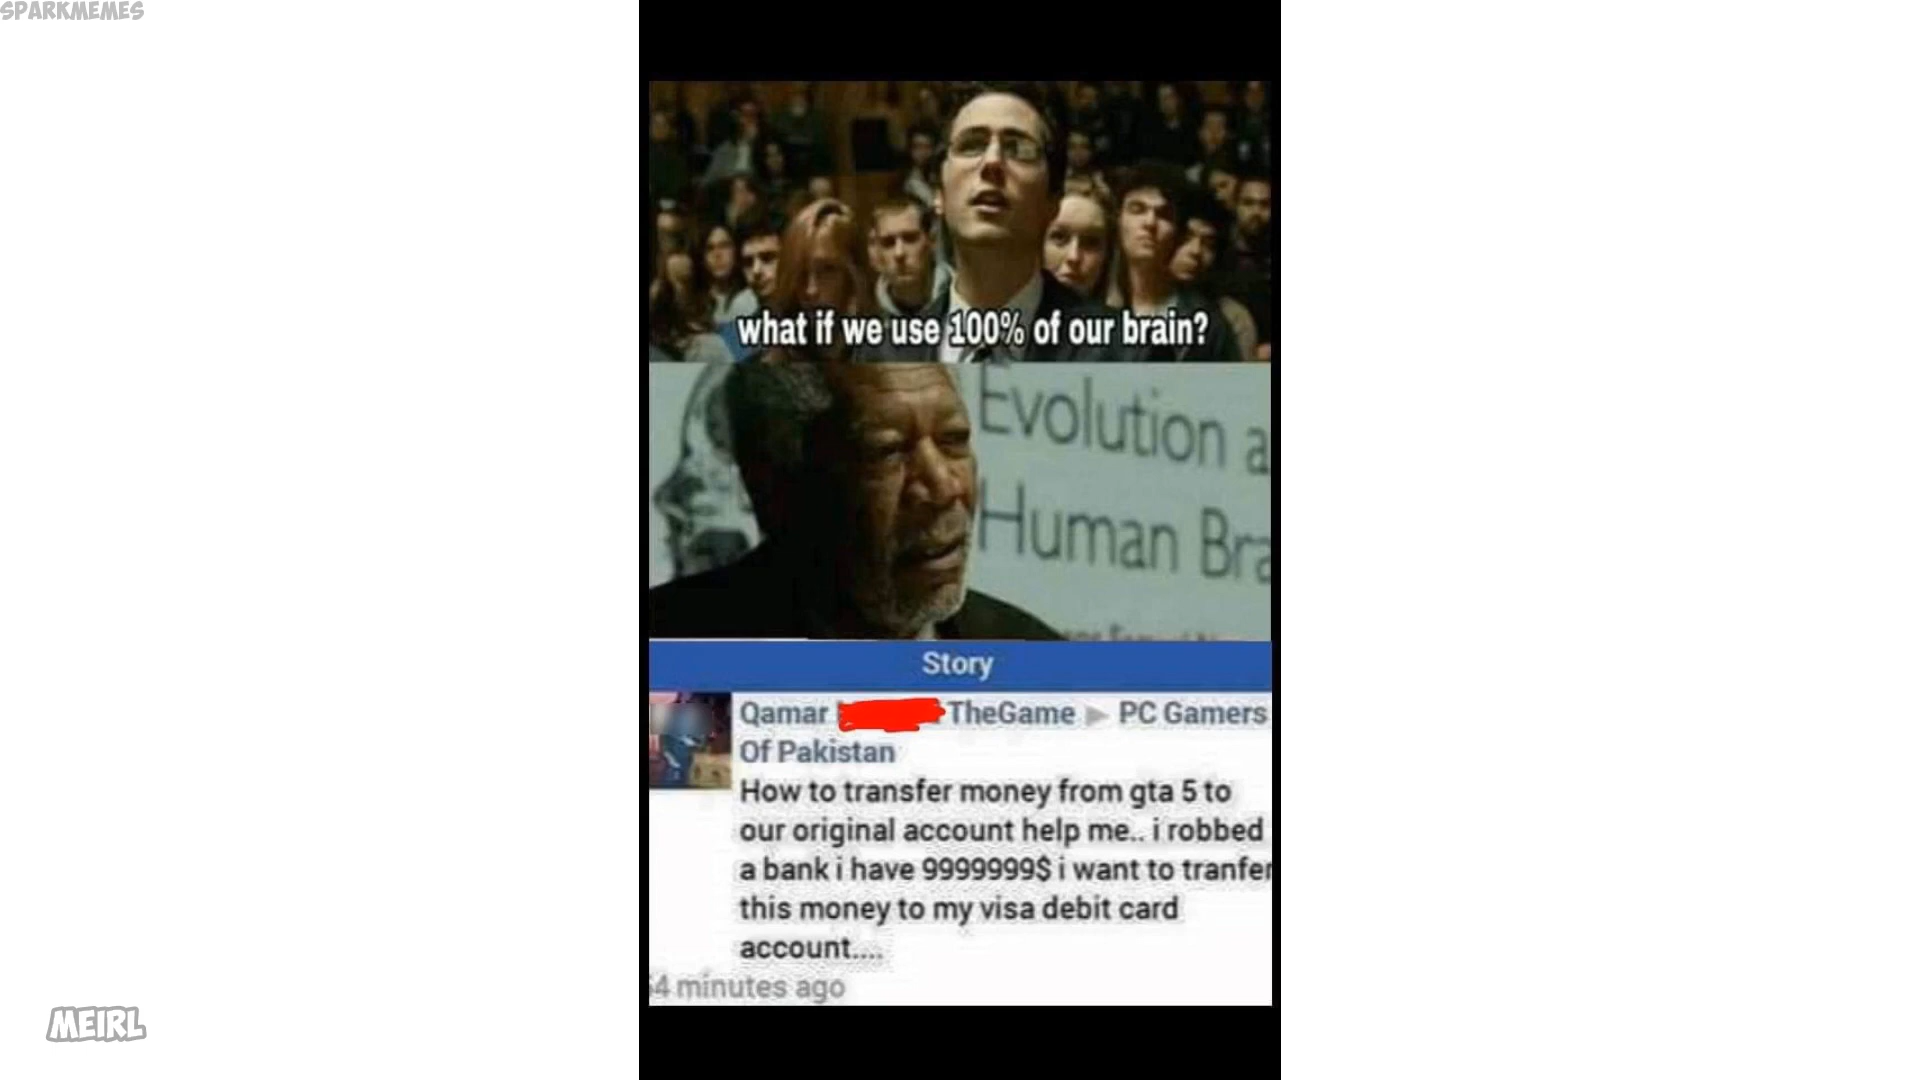 SPARKMEMES
what if we use 100% of our brain?
Evolution a
Human Bra
Story
Qamar TheGame ▶ PC Gamers
Of Pakistan
How to transfer money from gta 5 to
our original account help me.. i robbed
a bank i have 9999999$ i want to tranfer
this money to my visa debit card
account....
4 minutes ago
MEIRL